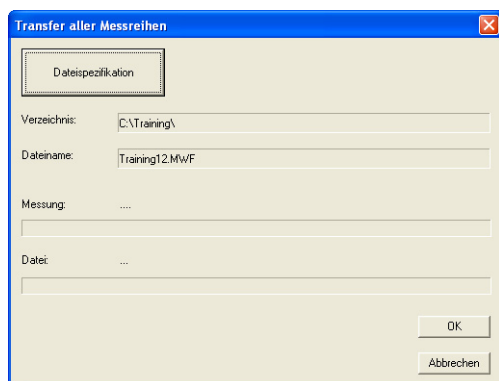 Transfer aller Messreihen
Dateispezifikation
Verzeichnis: C:\Training\
Dateiname: Training12.MWF
Messung: ....
Datei: ...
OK
Abbrechen